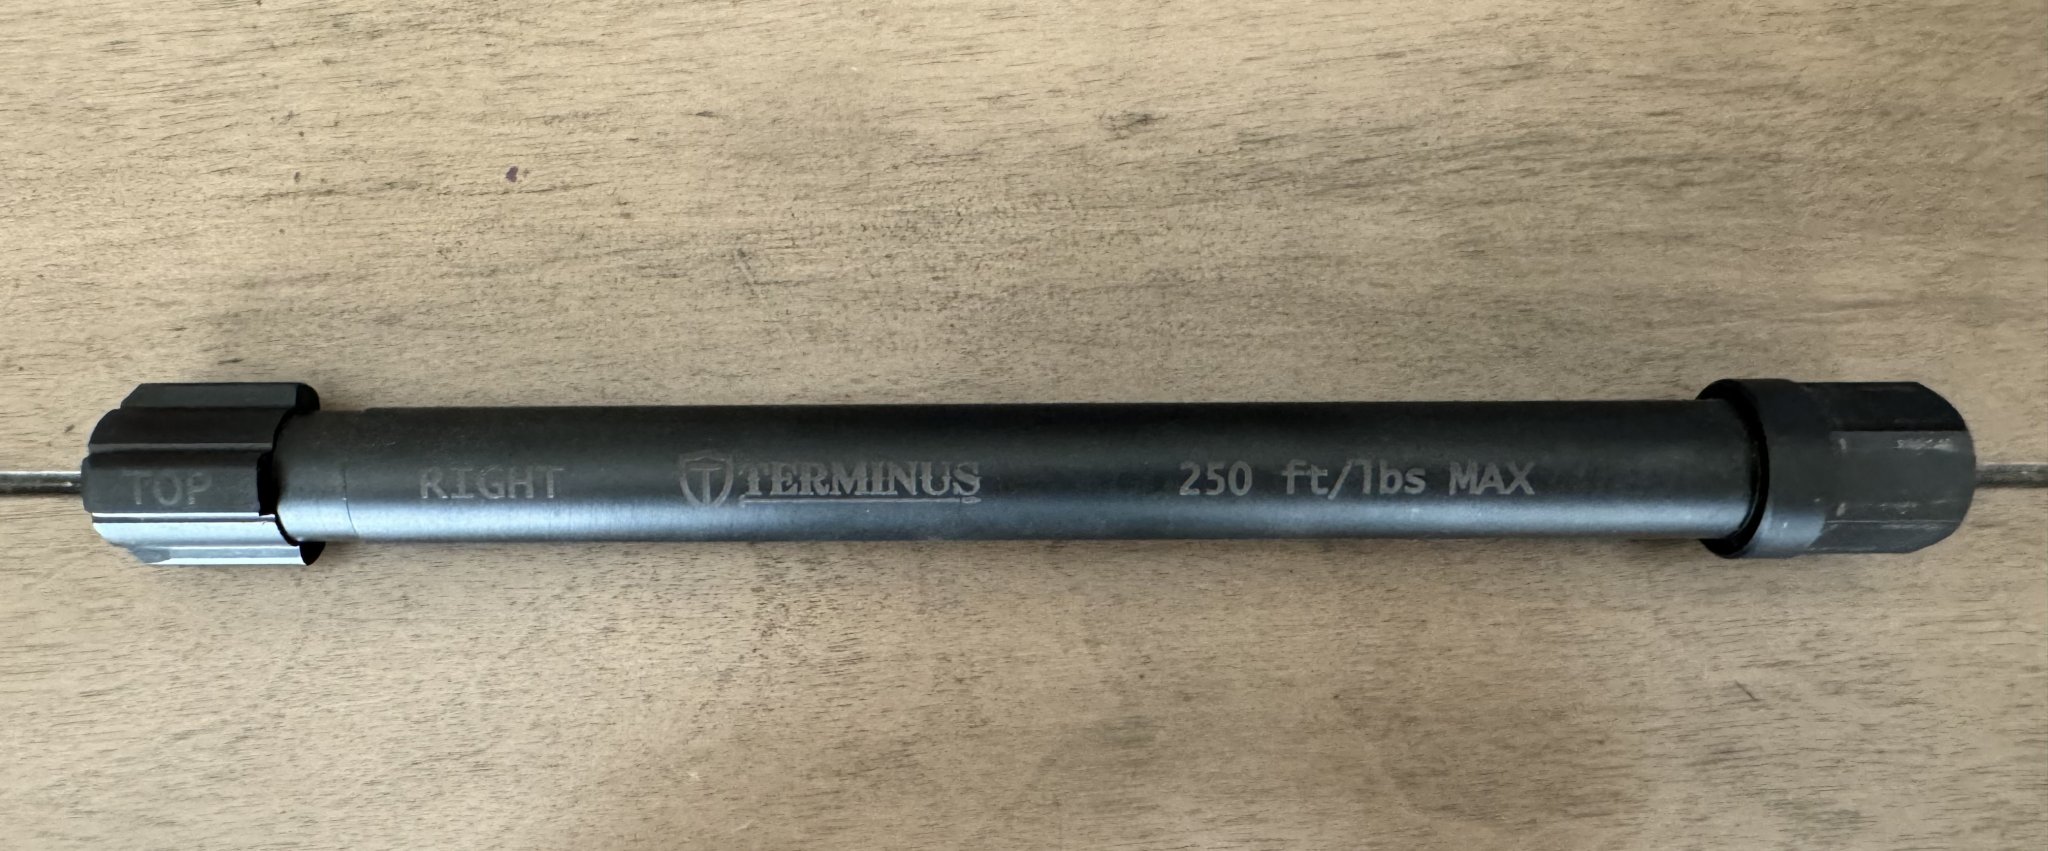 TOP RIGHT TERMINUS 250 ft/lbs MAX